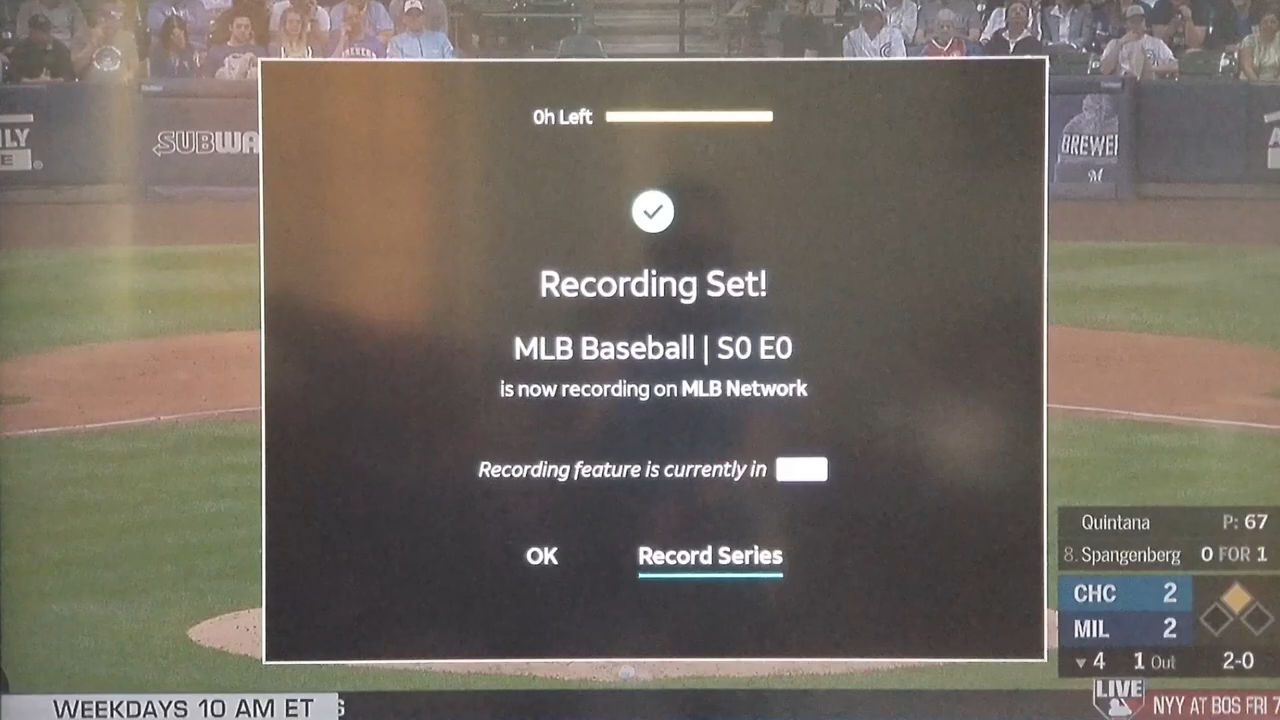 SUBWA
BREWE
0h Left
Recording Set!
MLB Baseball | S0 E0
is now recording on MLB Network
Recording feature is currently in
OK Record Series
Quintana P: 67
8. Spangenberg 0 FOR 1
CHC 2
MIL 2
▼ 4 1 Out 2-0
LIVE
WEEKDAYS 10 AM ET
NYY AT BOS FRI 7